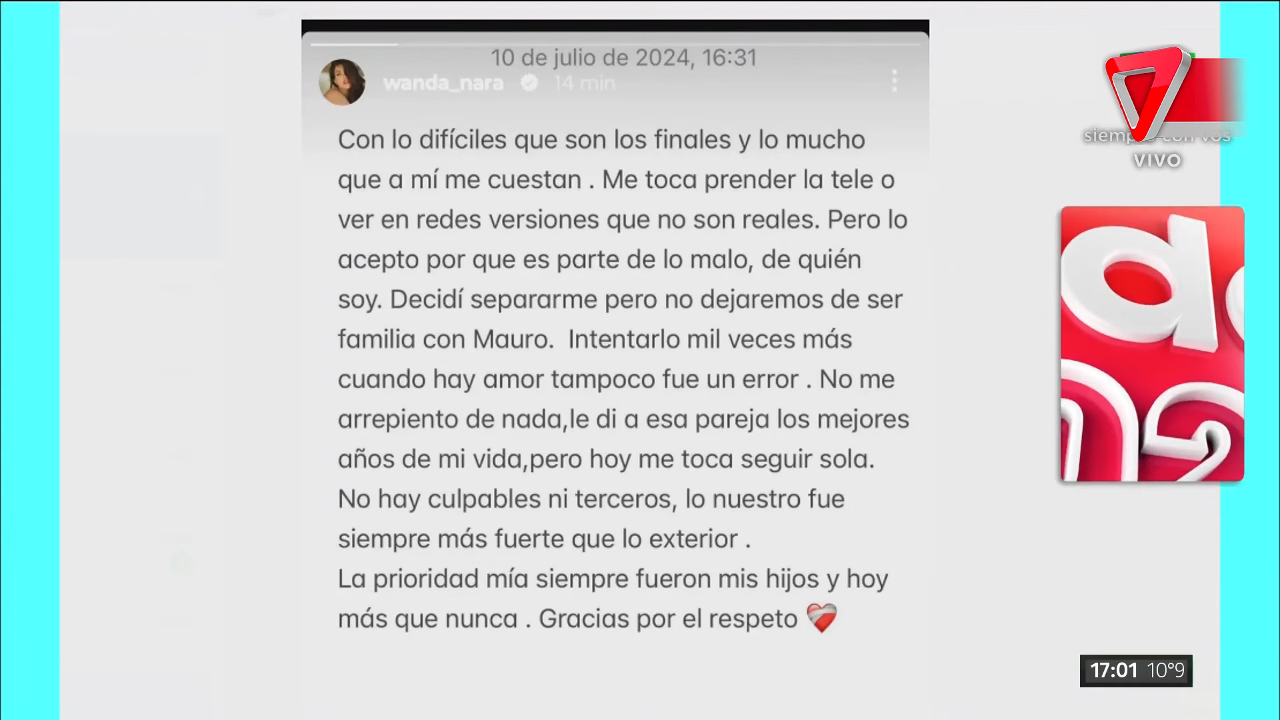 10 de julio de 2024, 16:31
wanda_nara 14 min
Con lo difíciles que son los finales y lo mucho
que a mí me cuestan . Me toca prender la tele o
ver en redes versiones que no son reales. Pero lo
acepto por que es parte de lo malo, de quién
soy. Decidí separarme pero no dejaremos de ser
familia con Mauro.  Intentarlo mil veces más
cuando hay amor tampoco fue un error . No me
arrepiento de nada,le di a esa pareja los mejores
años de mi vida,pero hoy me toca seguir sola.
No hay culpables ni terceros, lo nuestro fue
siempre más fuerte que lo exterior .
La prioridad mía siempre fueron mis hijos y hoy
más que nunca . Gracias por el respeto ❤️‍🩹
siempre con vos
VIVO
17:01 10°9